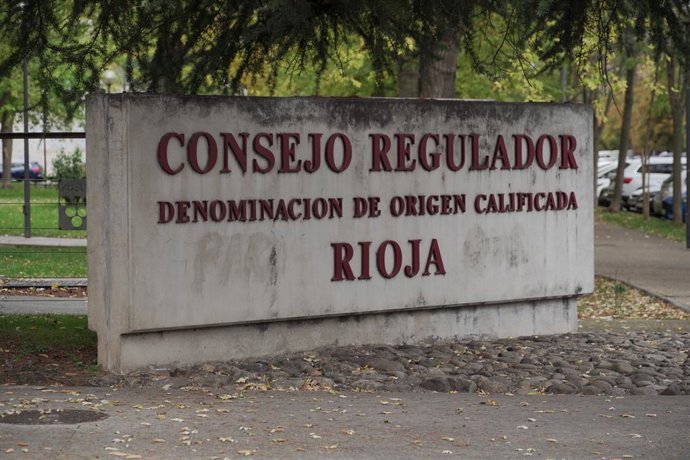 CONSEJO REGULADOR
DENOMINACION DE ORIGEN CALIFICADA
RIOJA